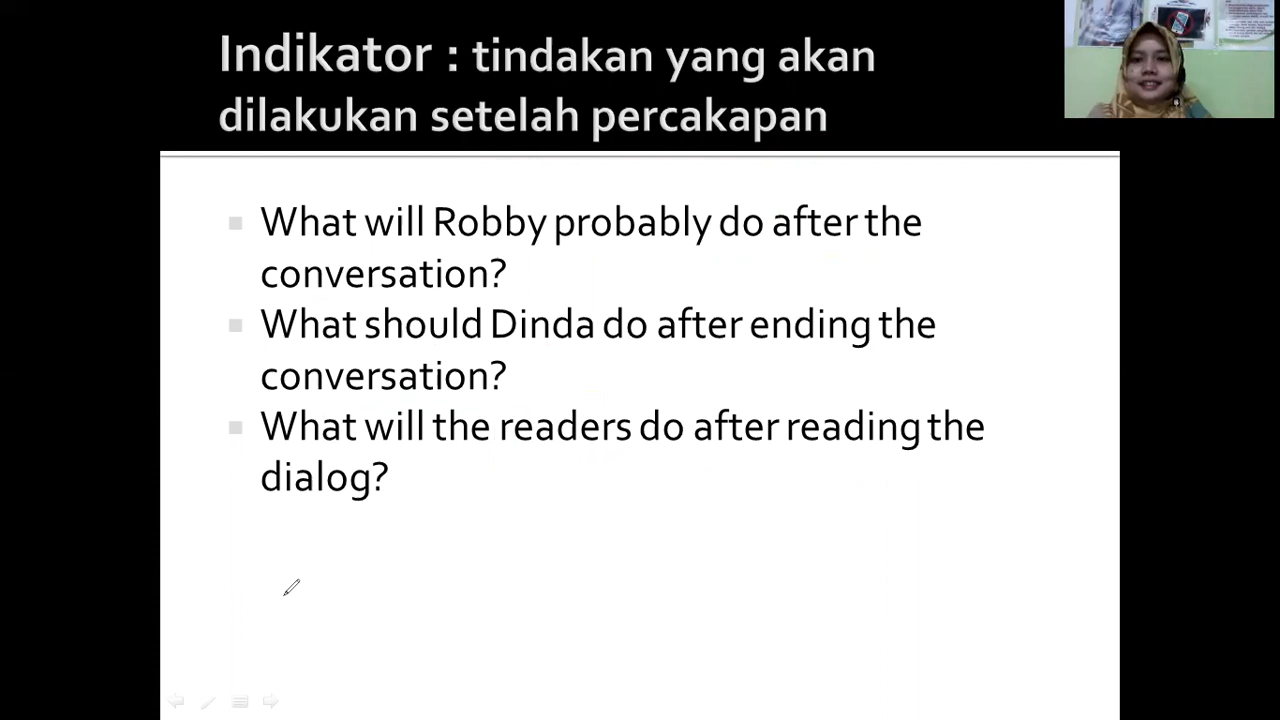 Indikator : tindakan yang akan
dilakukan setelah percakapan
What will Robby probably do after the
conversation?
What should Dinda do after ending the
conversation?
What will the readers do after reading the
dialog?